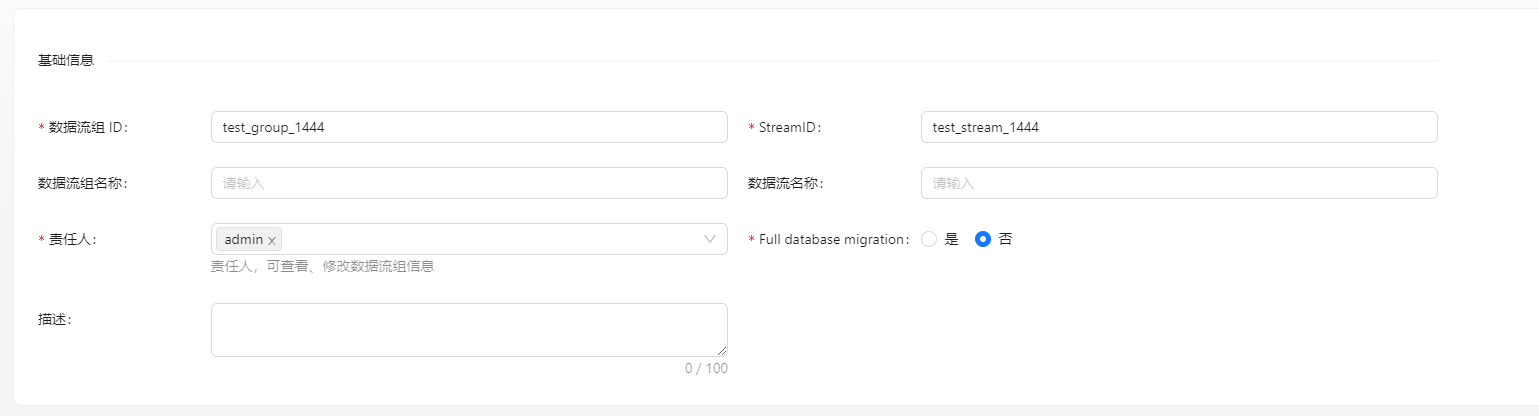 基础信息
* 数据流组 ID： test_group_1444 * StreamID： test_stream_1444
数据流组名称： 请输入 数据流名称： 请输入
* 责任人： admin x * Full database migration： 是 否
责任人，可查看、修改数据流组信息
描述：
0 / 100